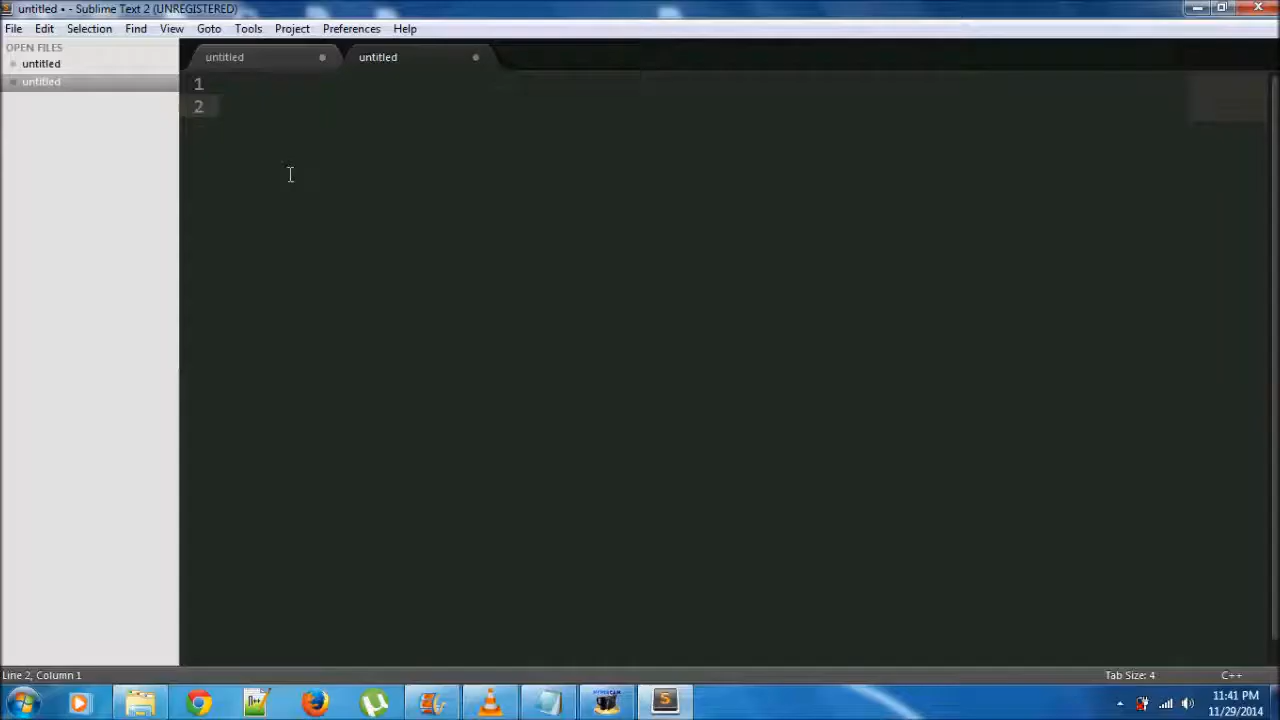 untitled • - Sublime Text 2 (UNREGISTERED)
File Edit Selection Find View Goto Tools Project Preferences Help
OPEN FILES
untitled
untitled
untitled
untitled
1
2
Line 2, Column 1
Tab Size: 4
C++
11:41 PM
11/29/2014